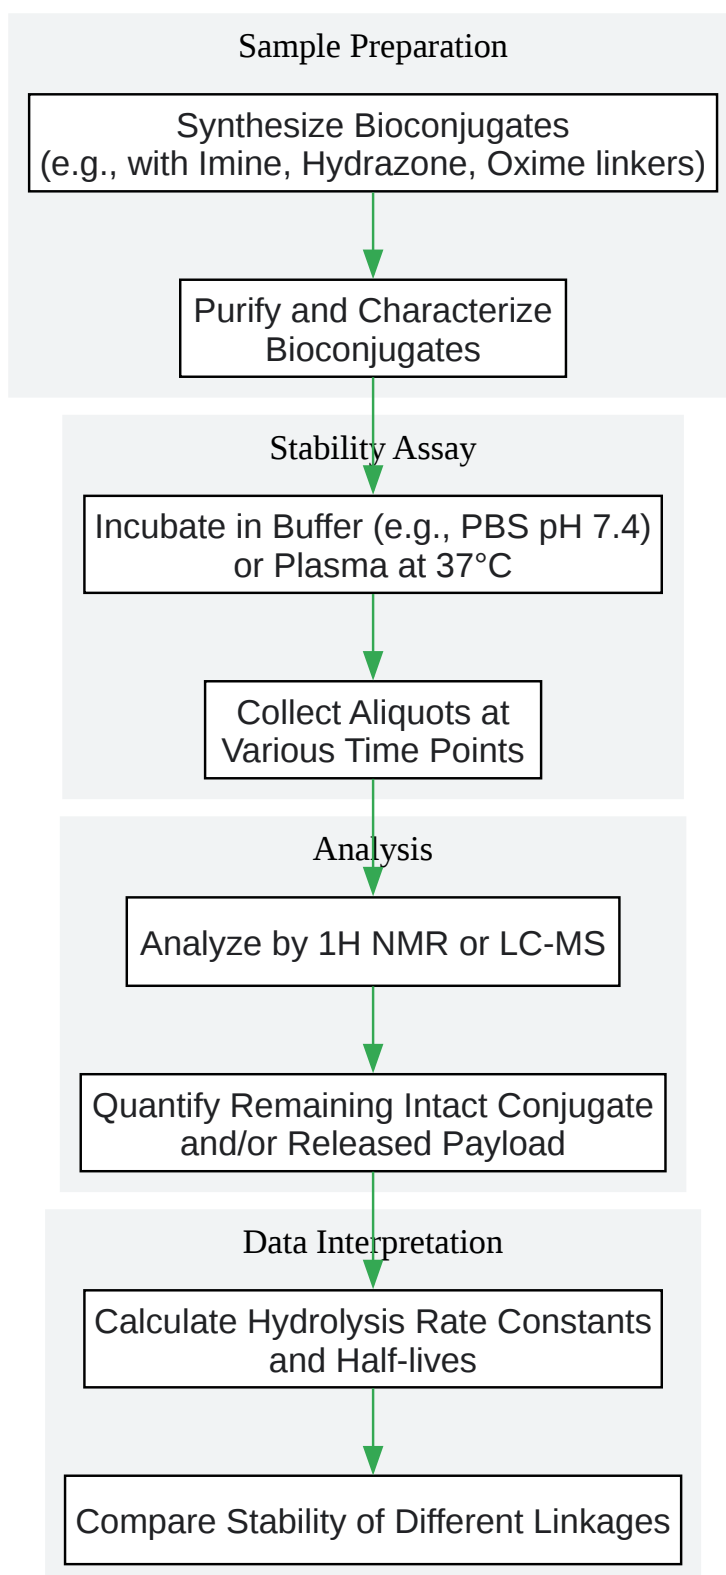 Sample Preparation
Synthesize Bioconjugates
(e.g., with Imine, Hydrazone, Oxime linkers)
Purify and Characterize
Bioconjugates
Stability Assay
Incubate in Buffer (e.g., PBS pH 7.4)
or Plasma at 37°C
Collect Aliquots at
Various Time Points
Analysis
Analyze by 1H NMR or LC-MS
Quantify Remaining Intact Conjugate
and/or Released Payload
Data Interpretation
Calculate Hydrolysis Rate Constants
and Half-lives
Compare Stability of Different Linkages